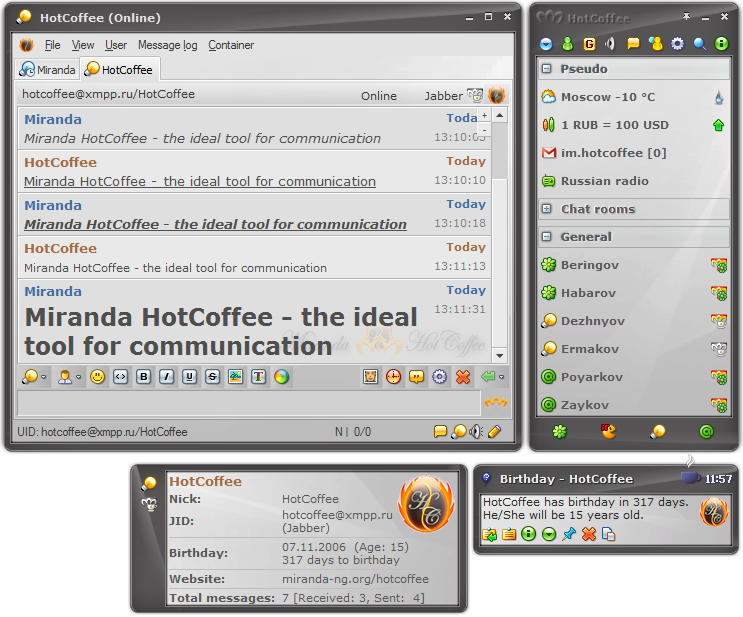 HotCoffee (Online)
File View User Message log Container
Miranda HotCoffee
hotcoffee@xmpp.ru/HotCoffee Online Jabber
Miranda Today
Miranda HotCoffee - the ideal tool for communication 13:10:03
HotCoffee Today
Miranda HotCoffee - the ideal tool for communication 13:10:10
Miranda Today
Miranda HotCoffee - the ideal tool for communication 13:10:18
HotCoffee Today
Miranda HotCoffee - the ideal tool for communication 13:11:13
Miranda Today
Miranda HotCoffee - the ideal 13:11:31
tool for communication
Miranda HotCoffee
UID: hotcoffee@xmpp.ru/HotCoffee N | 0/0
HotCoffee
Pseudo
Moscow -10 °C
1 RUB = 100 USD
im.hotcoffee [0]
Russian radio
Chat rooms
General
Beringov
Habarov
Dezhnyov
Ermakov
Poyarkov
Zaykov
HotCoffee
Nick: HotCoffee
JID: hotcoffee@xmpp.ru
(Jabber)
Birthday: 07.11.2006 (Age: 15)
317 days to birthday
Website: miranda-ng.org/hotcoffee
Total messages: 7 [Received: 3, Sent: 4]
Birthday - HotCoffee 11:57
HotCoffee has birthday in 317 days.
He/She will be 15 years old.